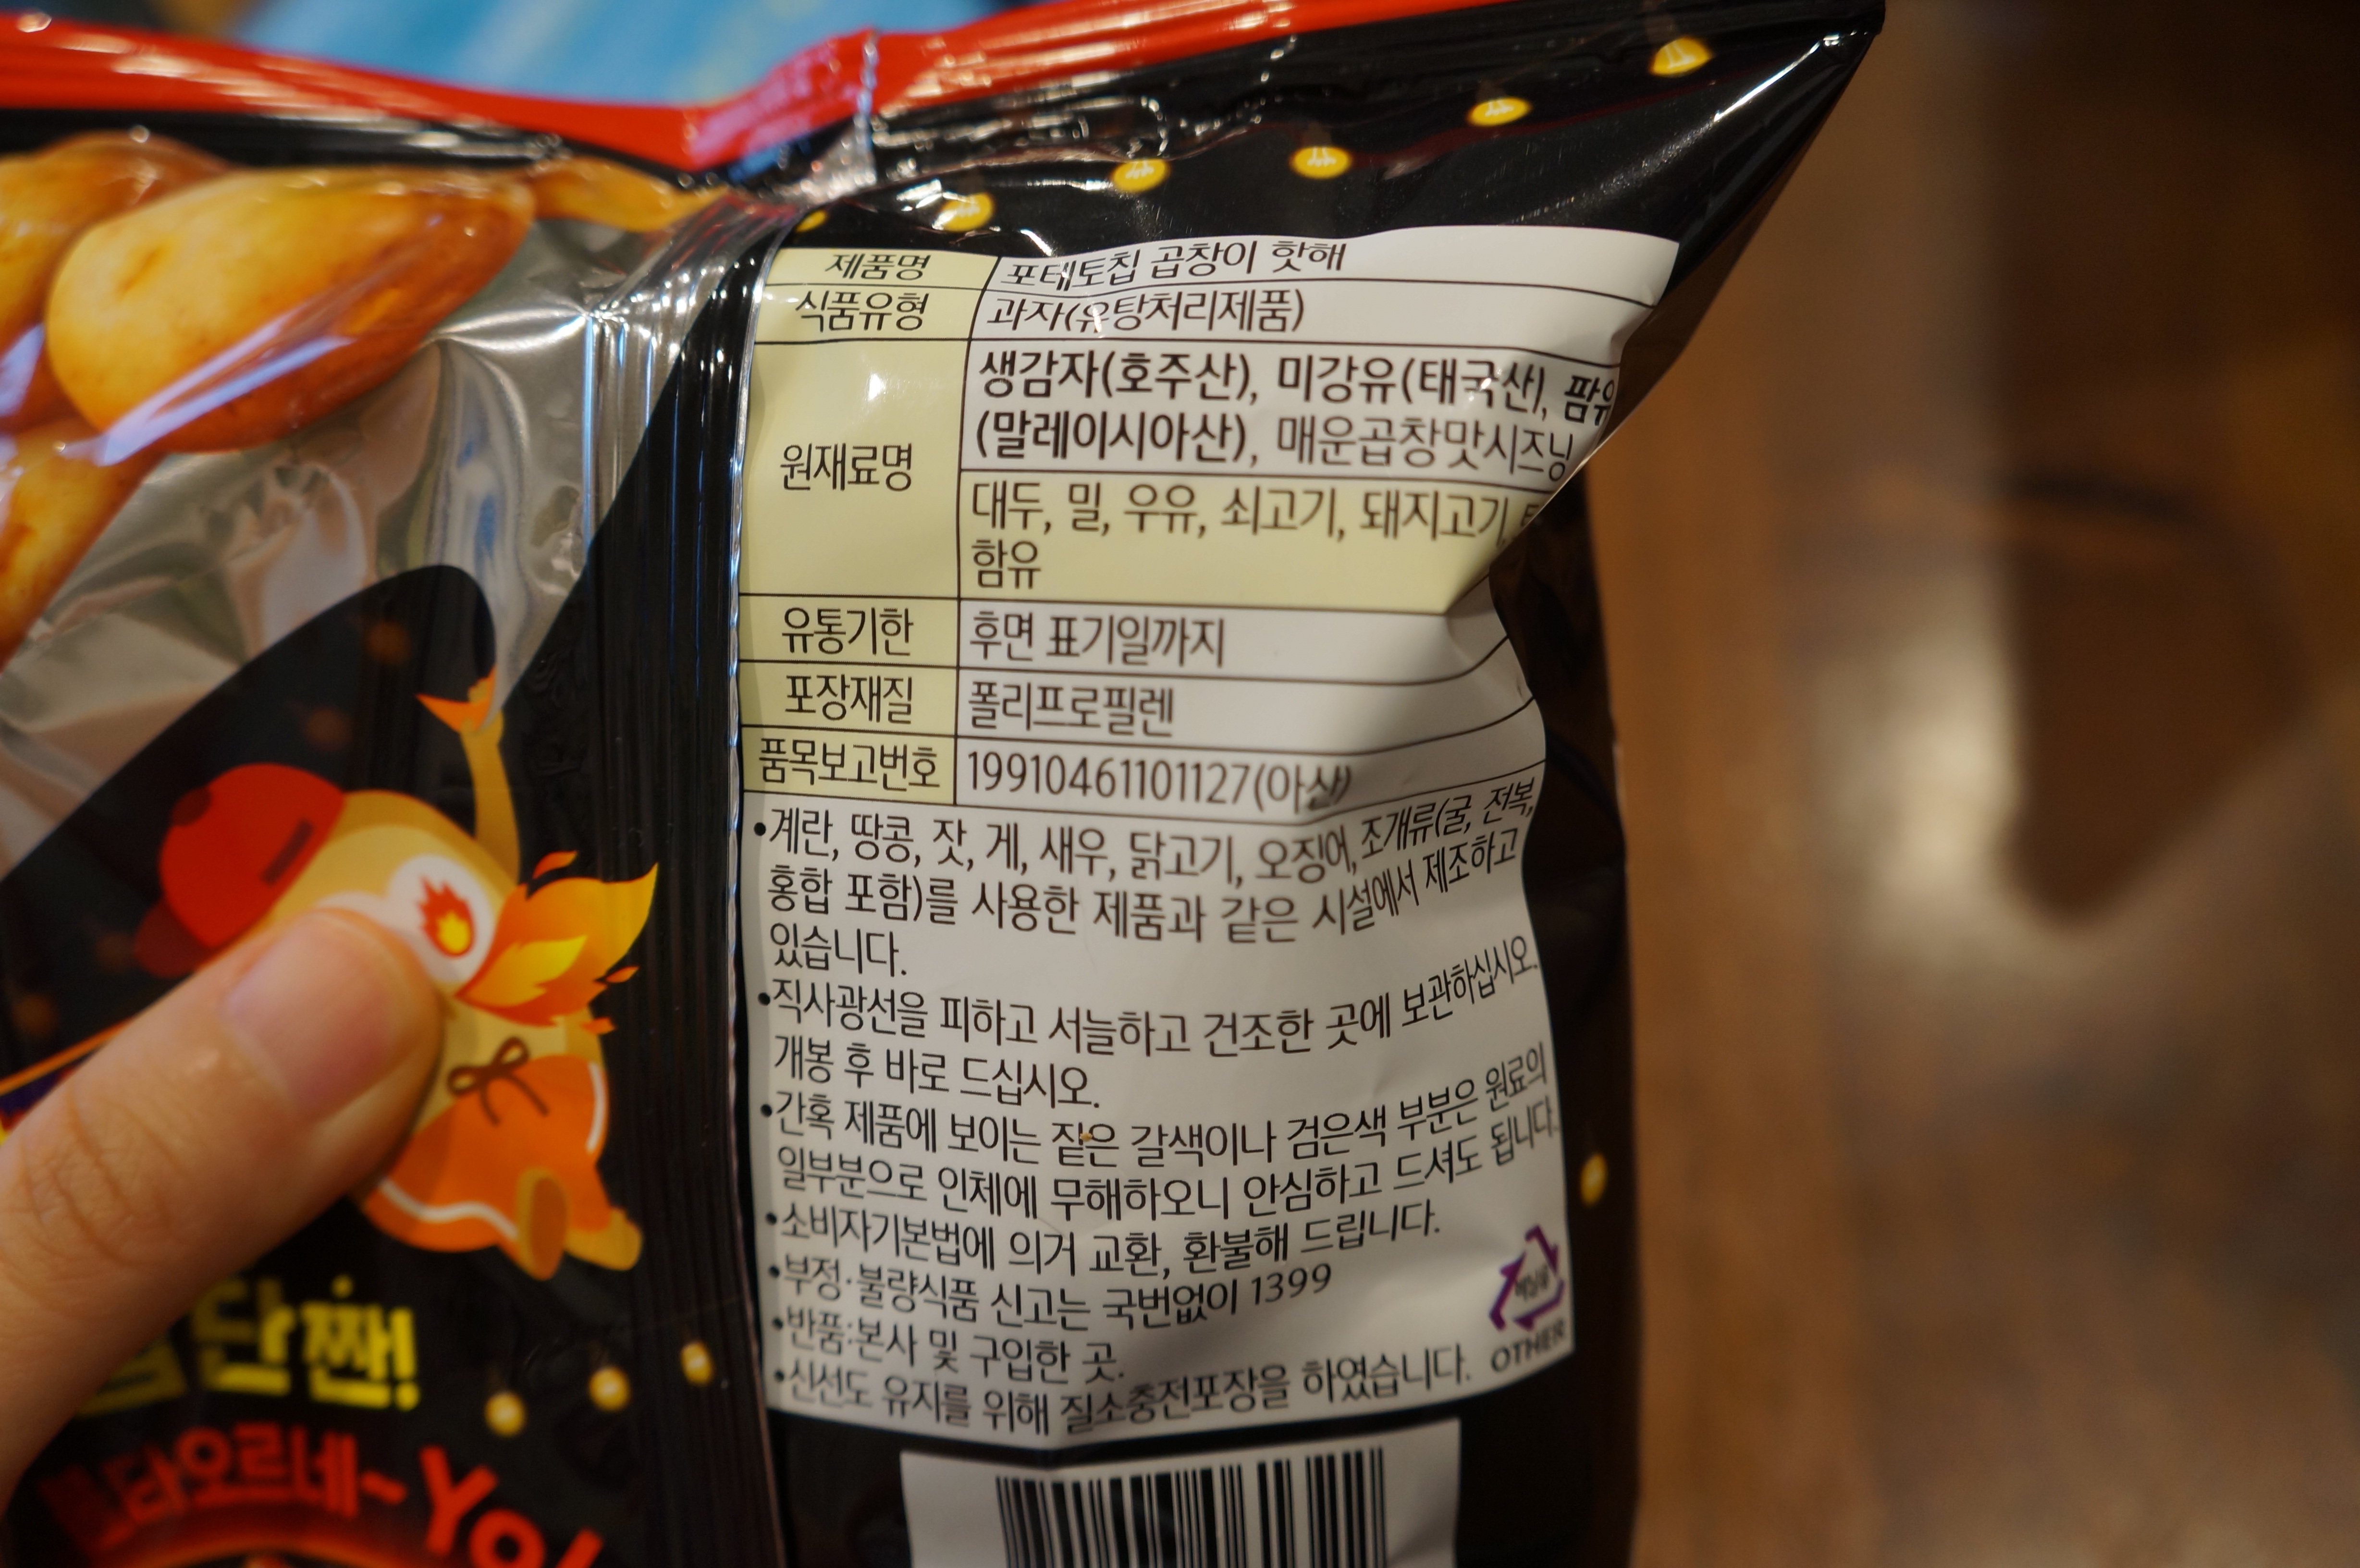 제품명 포테토칩 곱창이 핫해
식품유형 과자(유탕처리제품)
원재료명
생감자(호주산), 미강유(태국산), 팜유
(말레이시아산), 매운곱창맛시즈닝
대두, 밀, 우유, 쇠고기, 돼지고기,
함유
유통기한 후면 표기일까지
포장재질 폴리프로필렌
품목보고번호 19910461101127(아산)
•계란, 땅콩, 잣, 게, 새우, 닭고기, 오징어, 조개류(굴, 전복,
홍합 포함)를 사용한 제품과 같은 시설에서 제조하고
있습니다.
•직사광선을 피하고 서늘하고 건조한 곳에 보관하십시오.
개봉 후 바로 드십시오.
•간혹 제품에 보이는 짙은 갈색이나 검은색 부분은 원료의
일부분으로 인체에 무해하오니 안심하고 드셔도 됩니다.
•소비자기본법에 의거 교환, 환불해 드립니다.
•부정·불량식품 신고는 국번없이 1399
•반품:본사 및 구입한 곳.
•신선도 유지를 위해 질소충전포장을 하였습니다.
OTHER
단짠!
타오르네~Yo!